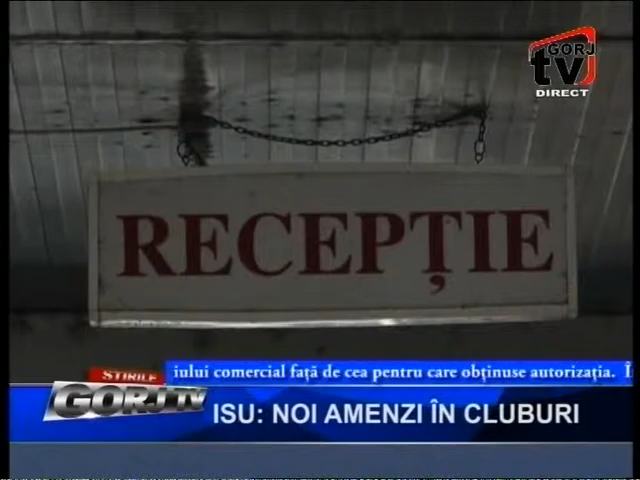 GORJ
tv
DIRECT
RECEPȚIE
ȘTIRILE
iului comercial față de cea pentru care obținuse autorizația. Î
GORJ TV
ISU: NOI AMENZI ÎN CLUBURI